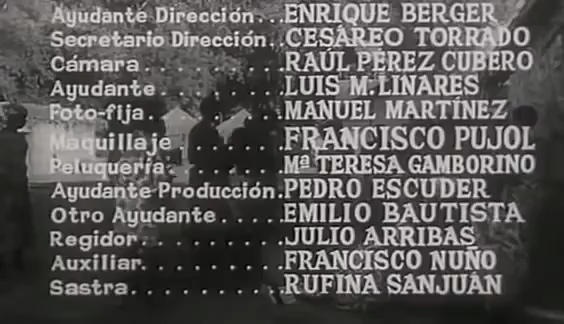 Ayudante Dirección...ENRIQUE BERGER
Secretario Dirección..CESÁREO TORRADO
Cámara.........RAÚL PÉREZ CUBERO
Ayudante........LUIS M. LINARES
Foto-fija........MANUEL MARTÍNEZ
Maquillaje.......FRANCISCO PUJOL
Peluquería.......Mª TERESA GAMBORINO
Ayudante Producción.PEDRO ESCUDER
Otro Ayudante.....EMILIO BAUTISTA
Regidor.........JULIO ARRIBAS
Auxiliar.........FRANCISCO NUÑO
Sastra..........RUFINA SANJUÁN